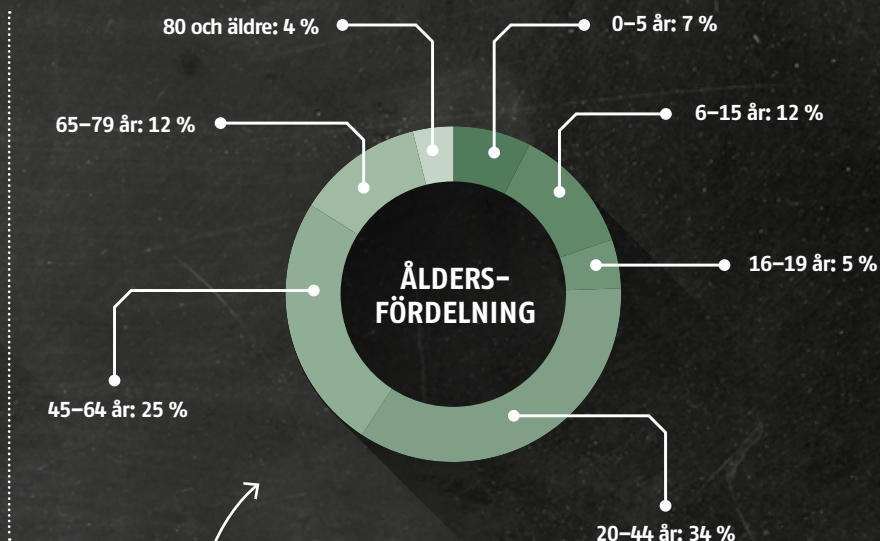 80 och äldre: 4 %
0–5 år: 7 %
65–79 år: 12 %
6–15 år: 12 %
16–19 år: 5 %
ÅLDERS–
FÖRDELNING
45–64 år: 25 %
20–44 år: 34 %